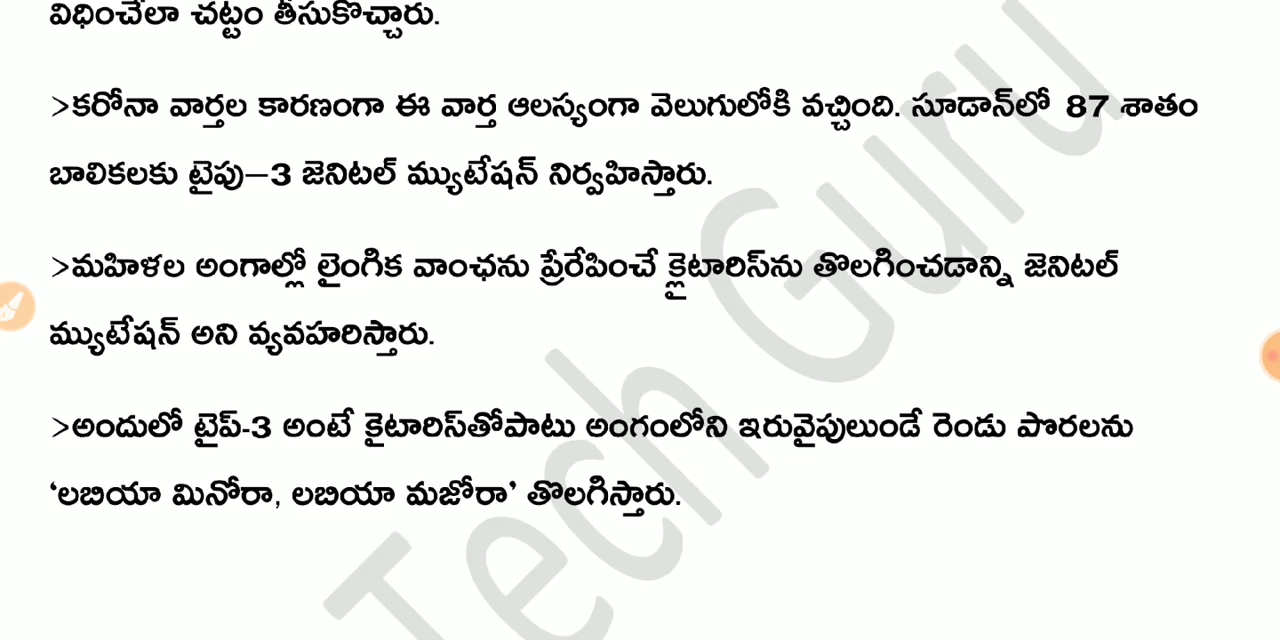 విధించేలా చట్టం తీసుకొచ్చారు.
>కరోనా వార్తల కారణంగా ఈ వార్త ఆలస్యంగా వెలుగులోకి వచ్చింది. సూడాన్‌లో 87 శాతం
బాలికలకు టైపు–3 జెనిటల్ మ్యుటేషన్ నిర్వహిస్తారు.
>మహిళల అంగాల్లో లైంగిక వాంఛను ప్రేరేపించే క్లైటారిస్‌ను తొలగించడాన్ని జెనిటల్
మ్యుటేషన్ అని వ్యవహరిస్తారు.
>అందులో టైప్-3 అంటే కైటారిస్‌తోపాటు అంగంలోని ఇరువైపులుండే రెండు పొరలను
‘లబియా మినోరా, లబియా మజోరా’ తొలగిస్తారు.
Tech Guru